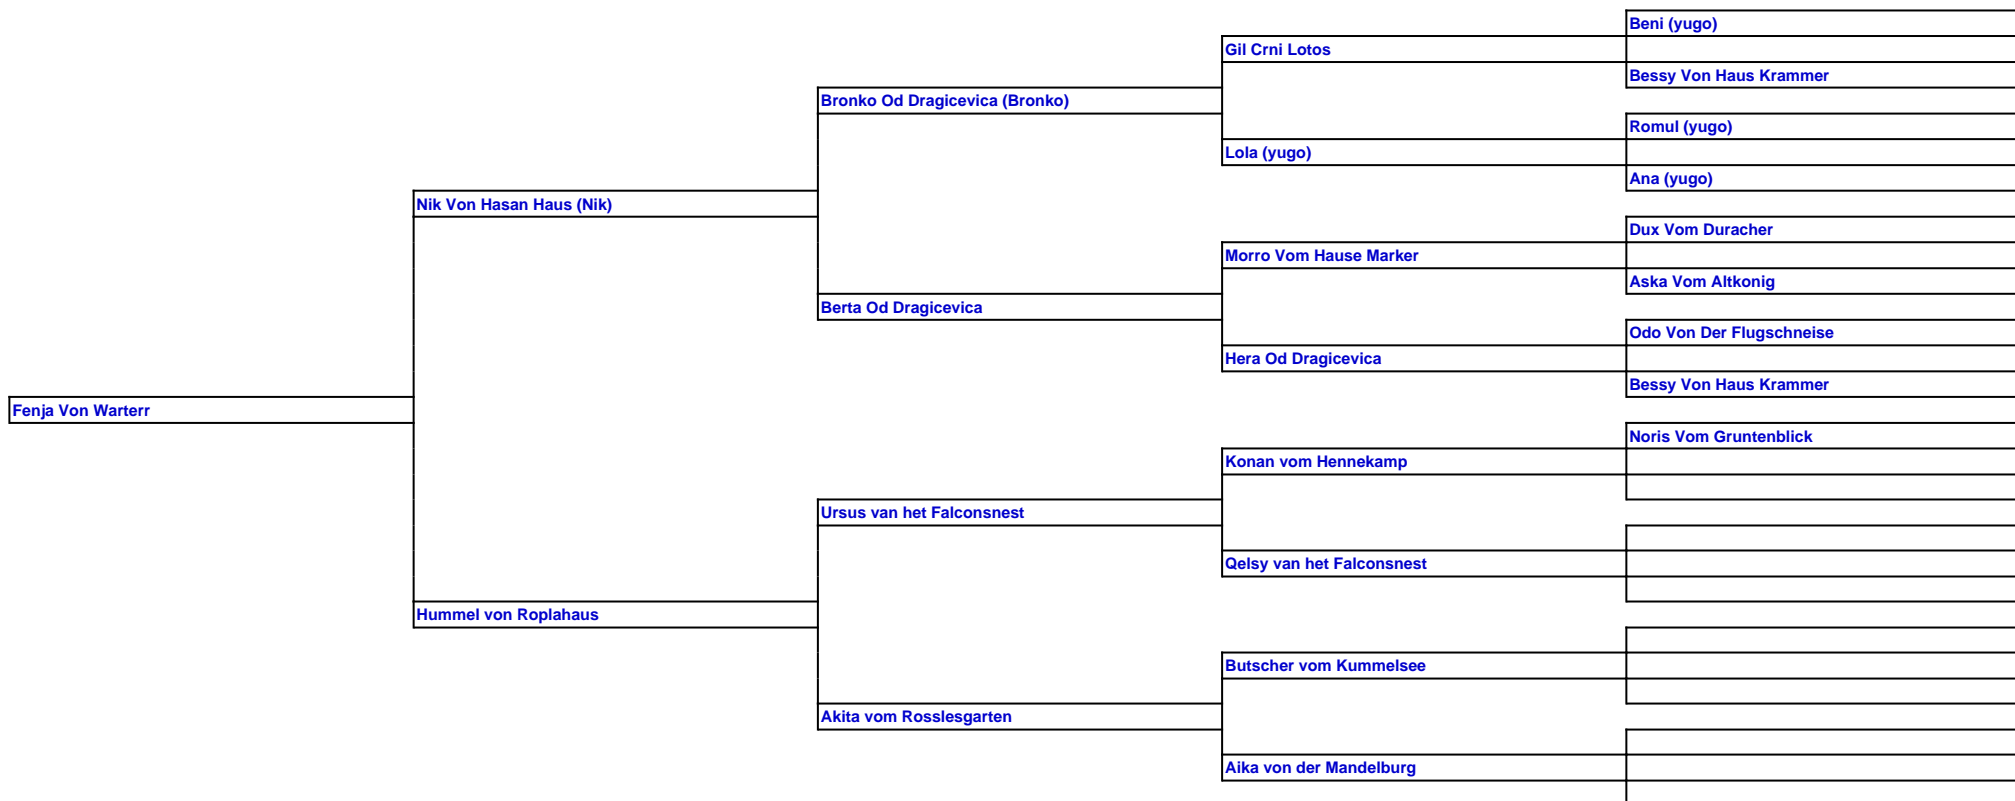 Beni (yugo)
Gil Crni Lotos
Bessy Von Haus Krammer
Bronko Od Dragicevica (Bronko)
Romul (yugo)
Lola (yugo)
Ana (yugo)
Nik Von Hasan Haus (Nik)
Dux Vom Duracher
Morro Vom Hause Marker
Aska Vom Altkonig
Berta Od Dragicevica
Odo Von Der Flugschneise
Hera Od Dragicevica
Bessy Von Haus Krammer
Fenja Von Warterr
Noris Vom Gruntenblick
Konan vom Hennekamp
Ursus van het Falconsnest
Qelsy van het Falconsnest
Hummel von Roplahaus
Butscher vom Kummelsee
Akita vom Rosslesgarten
Aika von der Mandelburg